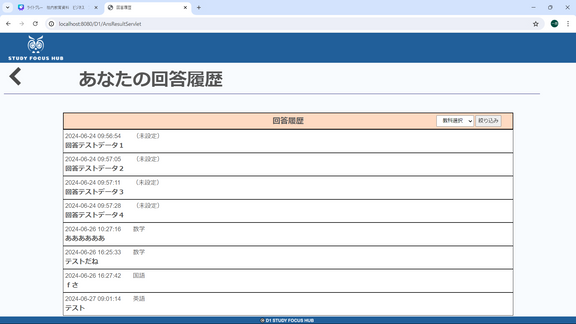 回答履歴
localhost:8080/D1/AnsResultServlet
STUDY FOCUS HUB
あなたの回答履歴
回答履歴 教科選択 絞り込み
2024-06-24 09:56:54 （未設定）
回答テストデータ１
2024-06-24 09:57:05 （未設定）
回答テストデータ２
2024-06-24 09:57:11 （未設定）
回答テストデータ３
2024-06-24 09:57:28 （未設定）
回答テストデータ４
2024-06-26 10:27:16 数学
ああああああ
2024-06-26 16:25:33 数学
テストだね
2024-06-26 16:27:42 国語
ｆさ
2024-06-27 09:01:14 英語
テスト
D1 STUDY FOCUS HUB